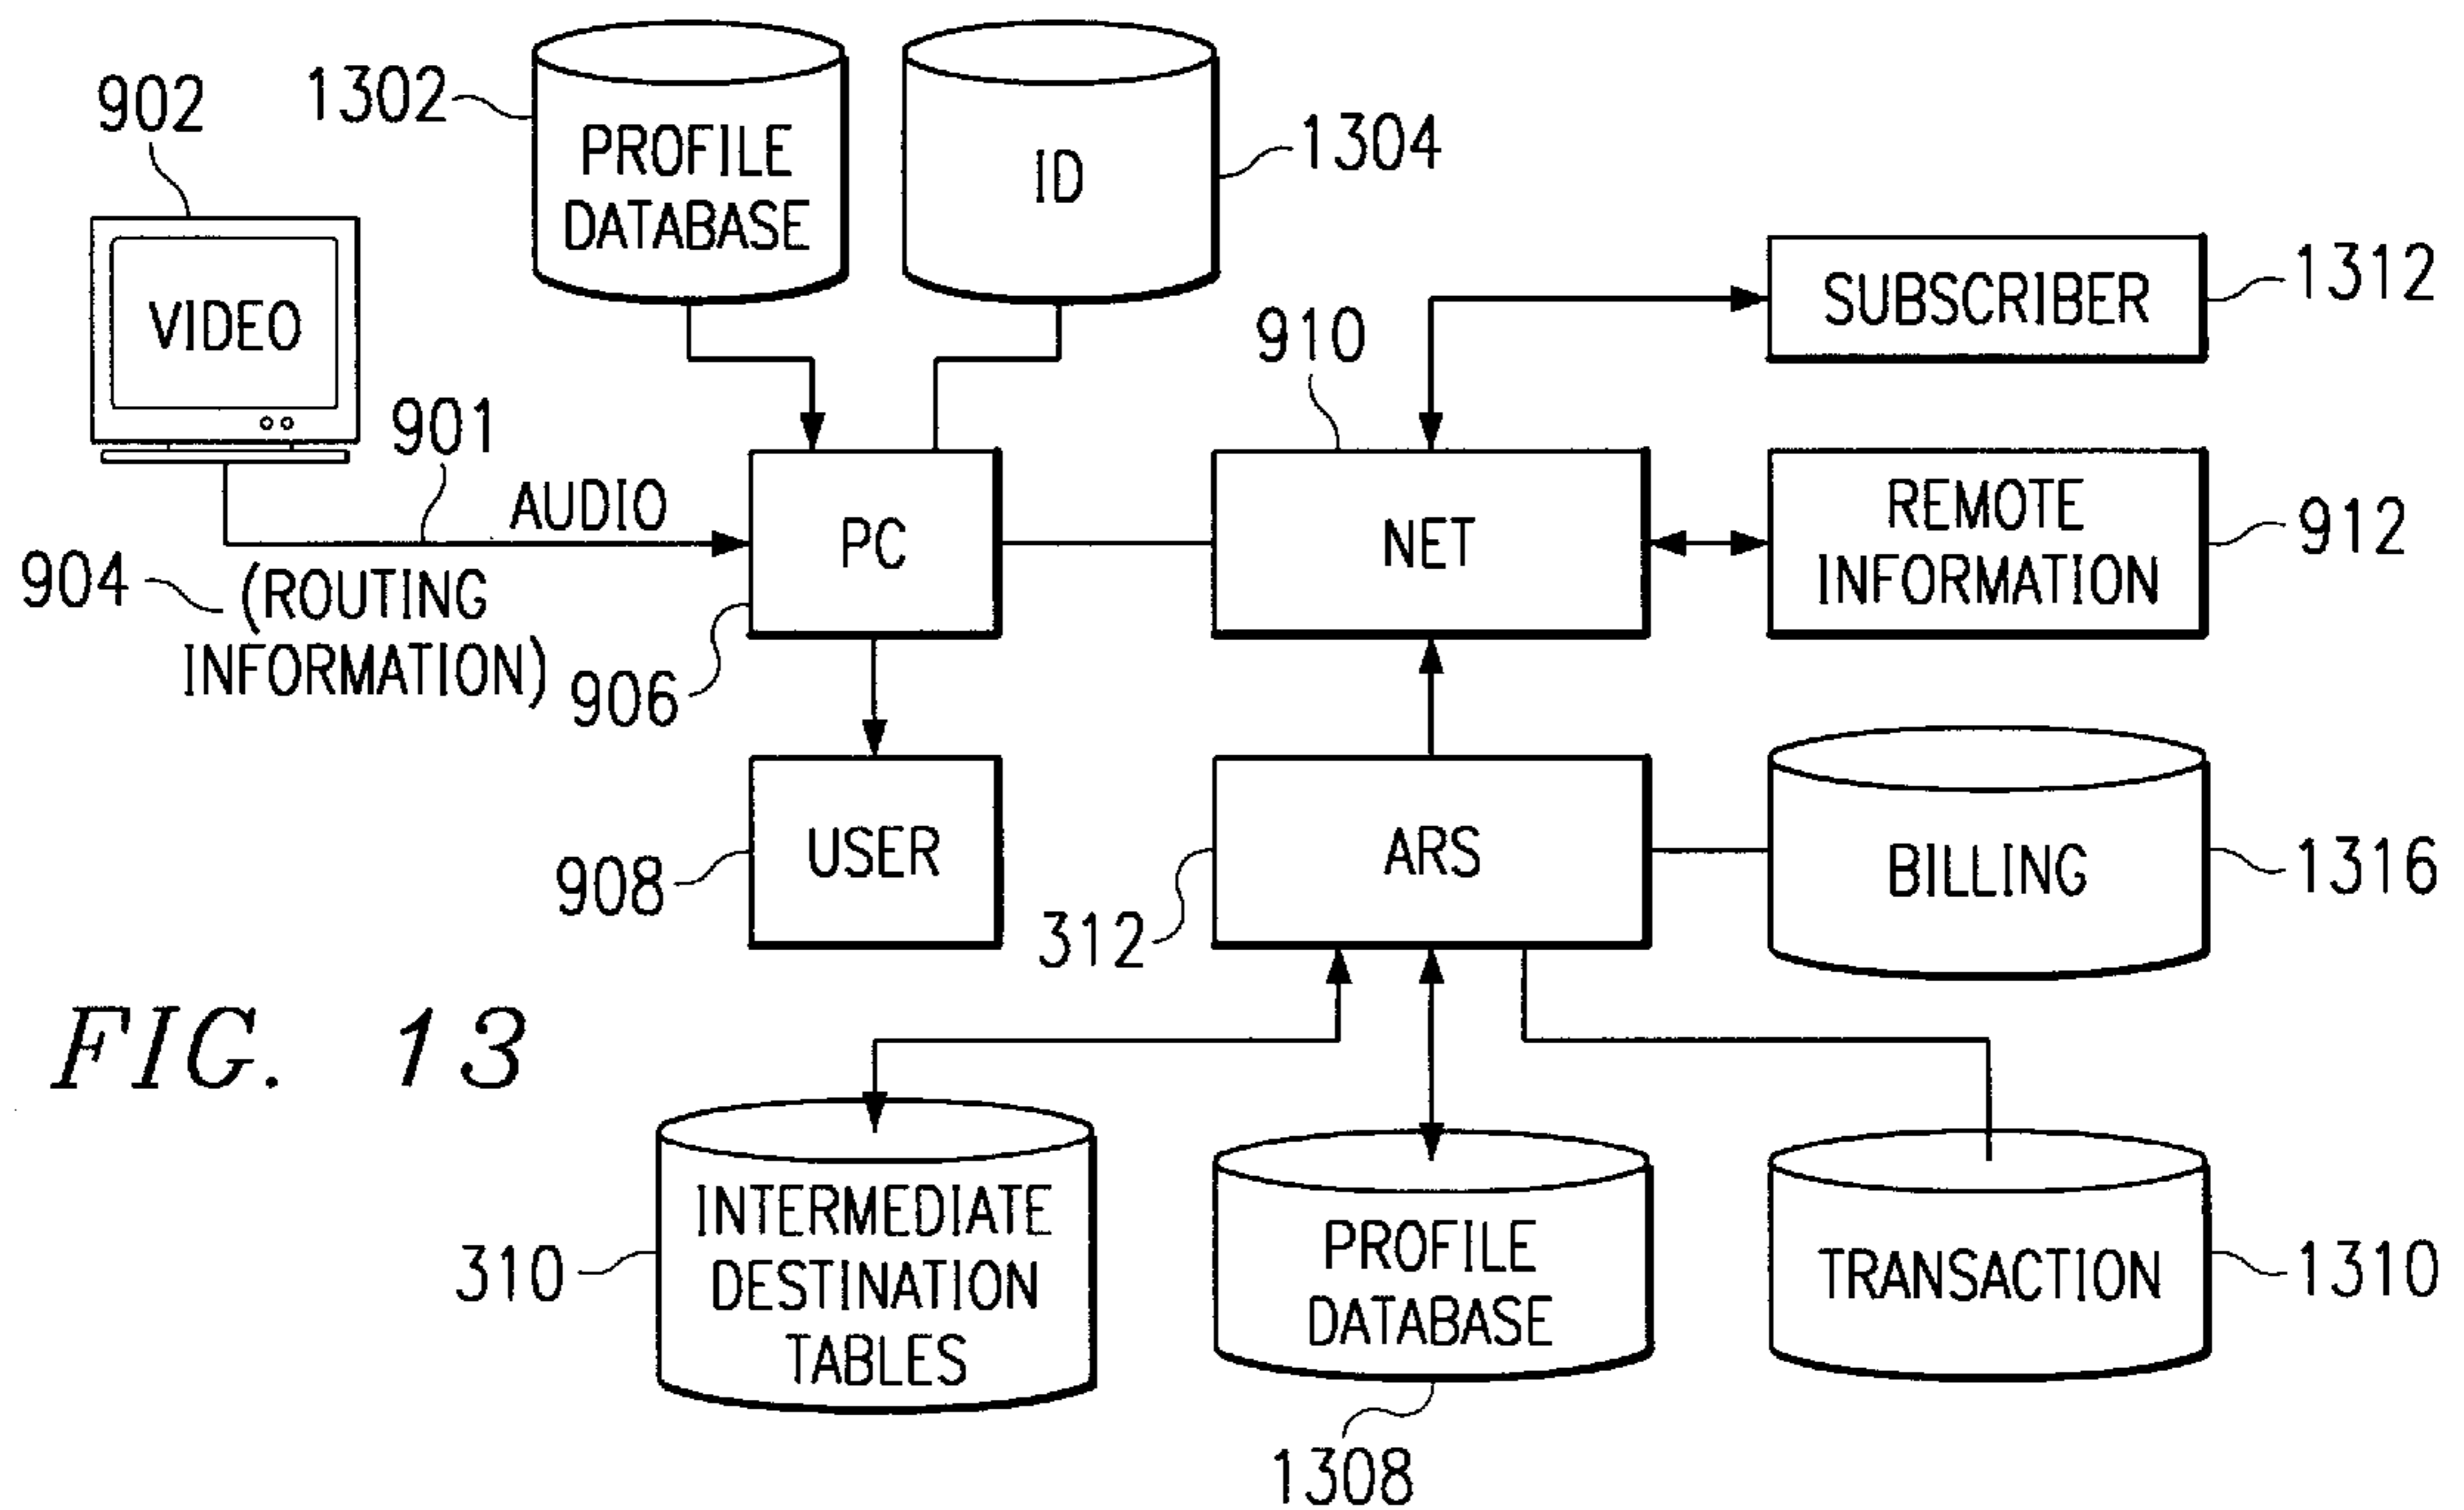 1302
PROFILE
DATABASE
ID
1304
902
VIDEO
SUBSCRIBER
1312
910
901
AUDIO
904
(ROUTING
INFORMATION)
PC
906
NET
REMOTE
INFORMATION
912
USER
908
ARS
312
BILLING
1316
FIG. 13
310
INTERMEDIATE
DESTINATION
TABLES
PROFILE
DATABASE
1308
TRANSACTION
1310